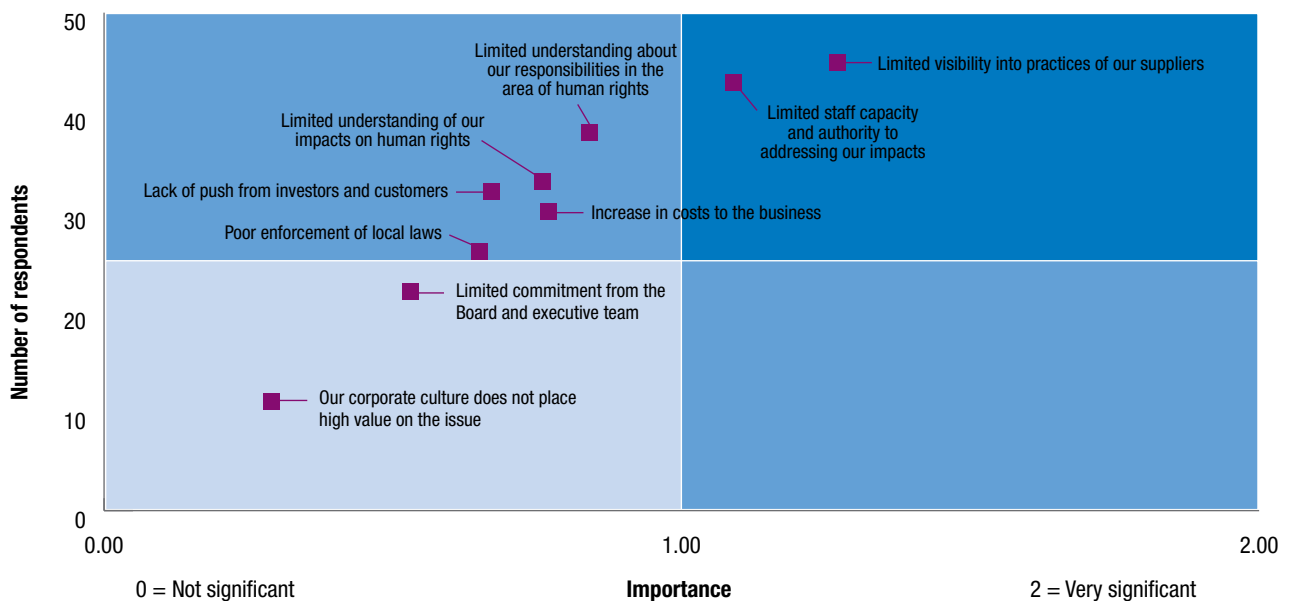 50
40
30
20
10
0
Number of respondents
Limited understanding about
our responsibilities in the
area of human rights
Limited visibility into practices of our suppliers
Limited staff capacity
and authority to
addressing our impacts
Limited understanding of our
impacts on human rights
Lack of push from investors and customers
Increase in costs to the business
Poor enforcement of local laws
Limited commitment from the
Board and executive team
Our corporate culture does not place
high value on the issue
0.00
1.00
2.00
0 = Not significant
Importance
2 = Very significant